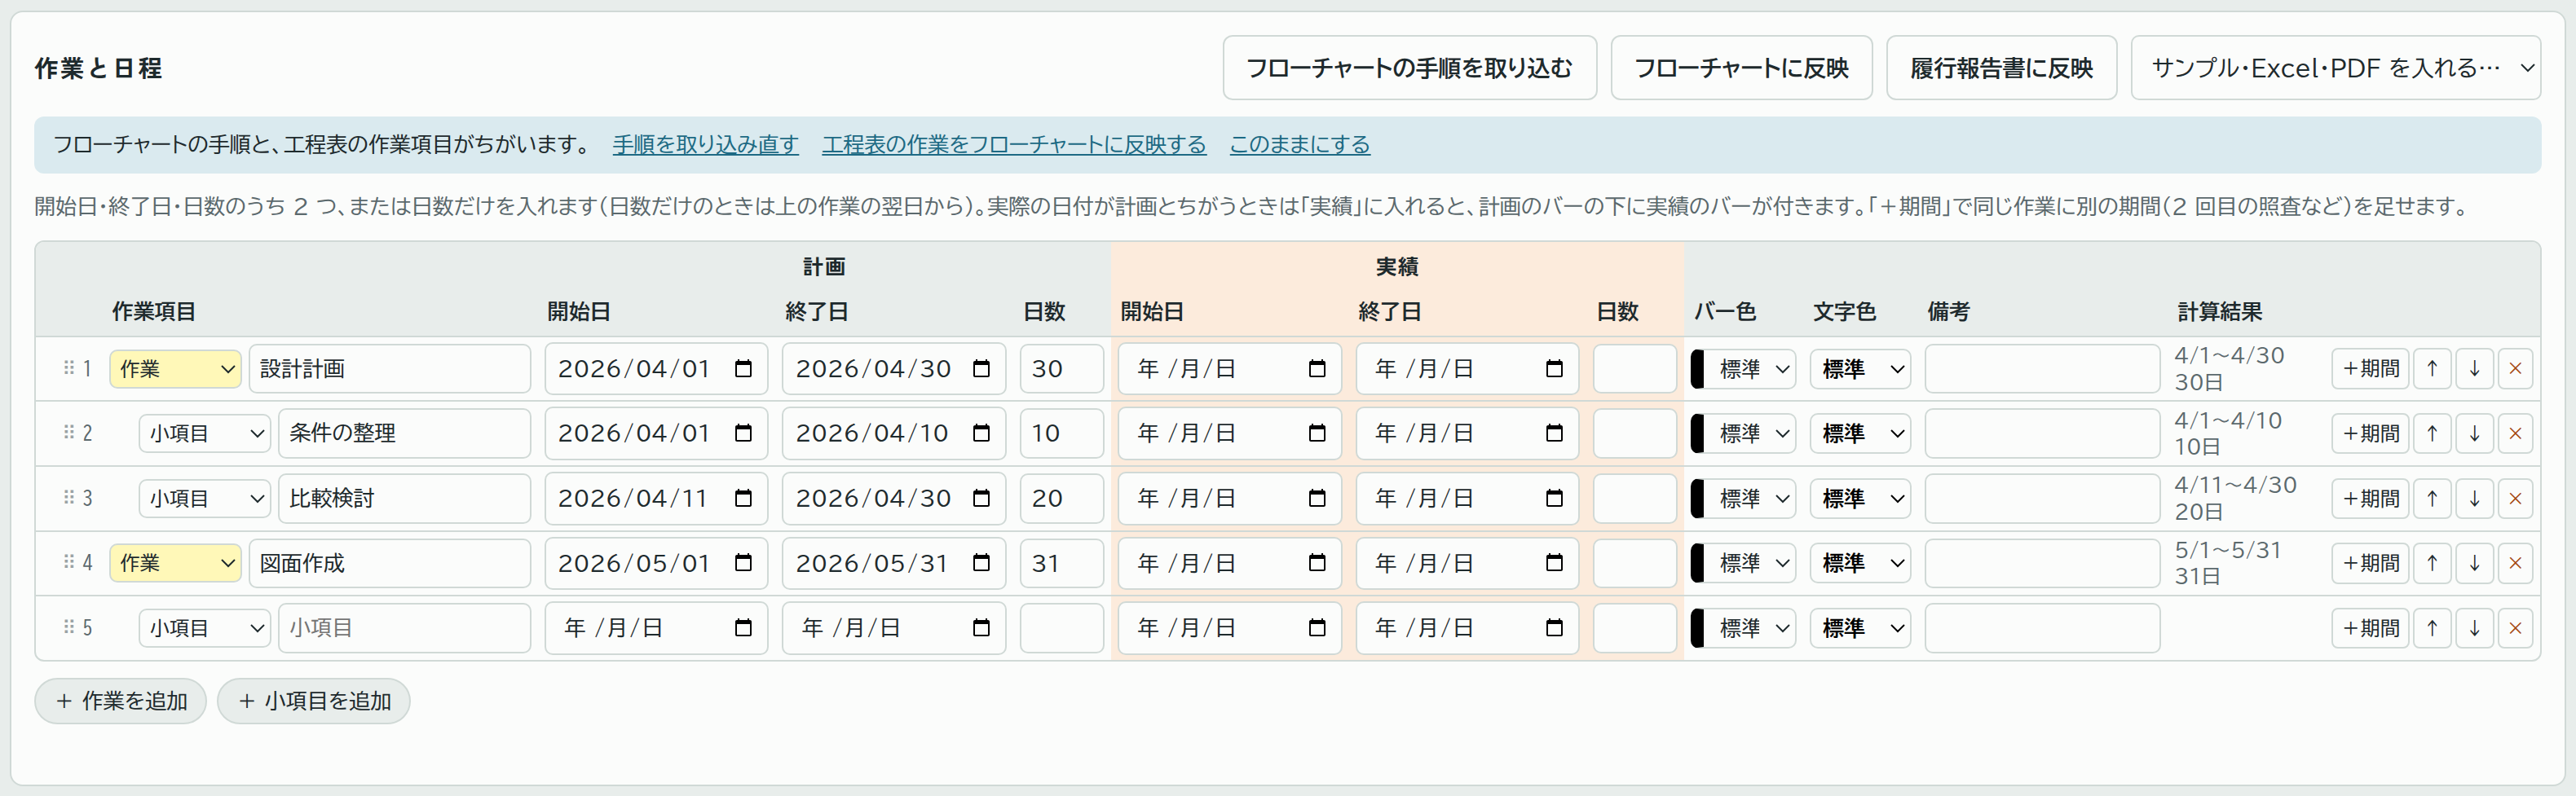 作業と日程
フローチャートの手順を取り込む フローチャートに反映 履行報告書に反映 サンプル・Excel・PDF を入れる…
フローチャートの手順と、工程表の作業項目がちがいます。 手順を取り込み直す 工程表の作業をフローチャートに反映する このままにする
開始日・終了日・日数のうち 2 つ、または日数だけを入れます（日数だけのときは上の作業の翌日から）。実際の日付が計画とちがうときは「実績」に入れると、計画のバーの下に実績のバーが付きます。「＋期間」で同じ作業に別の期間（2 回目の照査など）を足せます。
計画 実績
作業項目 開始日 終了日 日数 開始日 終了日 日数 バー色 文字色 備考 計算結果
1 作業 設計計画 2026/04/01 2026/04/30 30 年 /月/日 年 /月/日 標準 標準 4/1～4/30 30日 ＋期間 ↑ ↓ ×
2 小項目 条件の整理 2026/04/01 2026/04/10 10 年 /月/日 年 /月/日 標準 標準 4/1～4/10 10日 ＋期間 ↑ ↓ ×
3 小項目 比較検討 2026/04/11 2026/04/30 20 年 /月/日 年 /月/日 標準 標準 4/11～4/30 20日 ＋期間 ↑ ↓ ×
4 作業 図面作成 2026/05/01 2026/05/31 31 年 /月/日 年 /月/日 標準 標準 5/1～5/31 31日 ＋期間 ↑ ↓ ×
5 小項目 小項目 年 /月/日 年 /月/日 年 /月/日 年 /月/日 標準 標準 ＋期間 ↑ ↓ ×
＋ 作業を追加 ＋ 小項目を追加